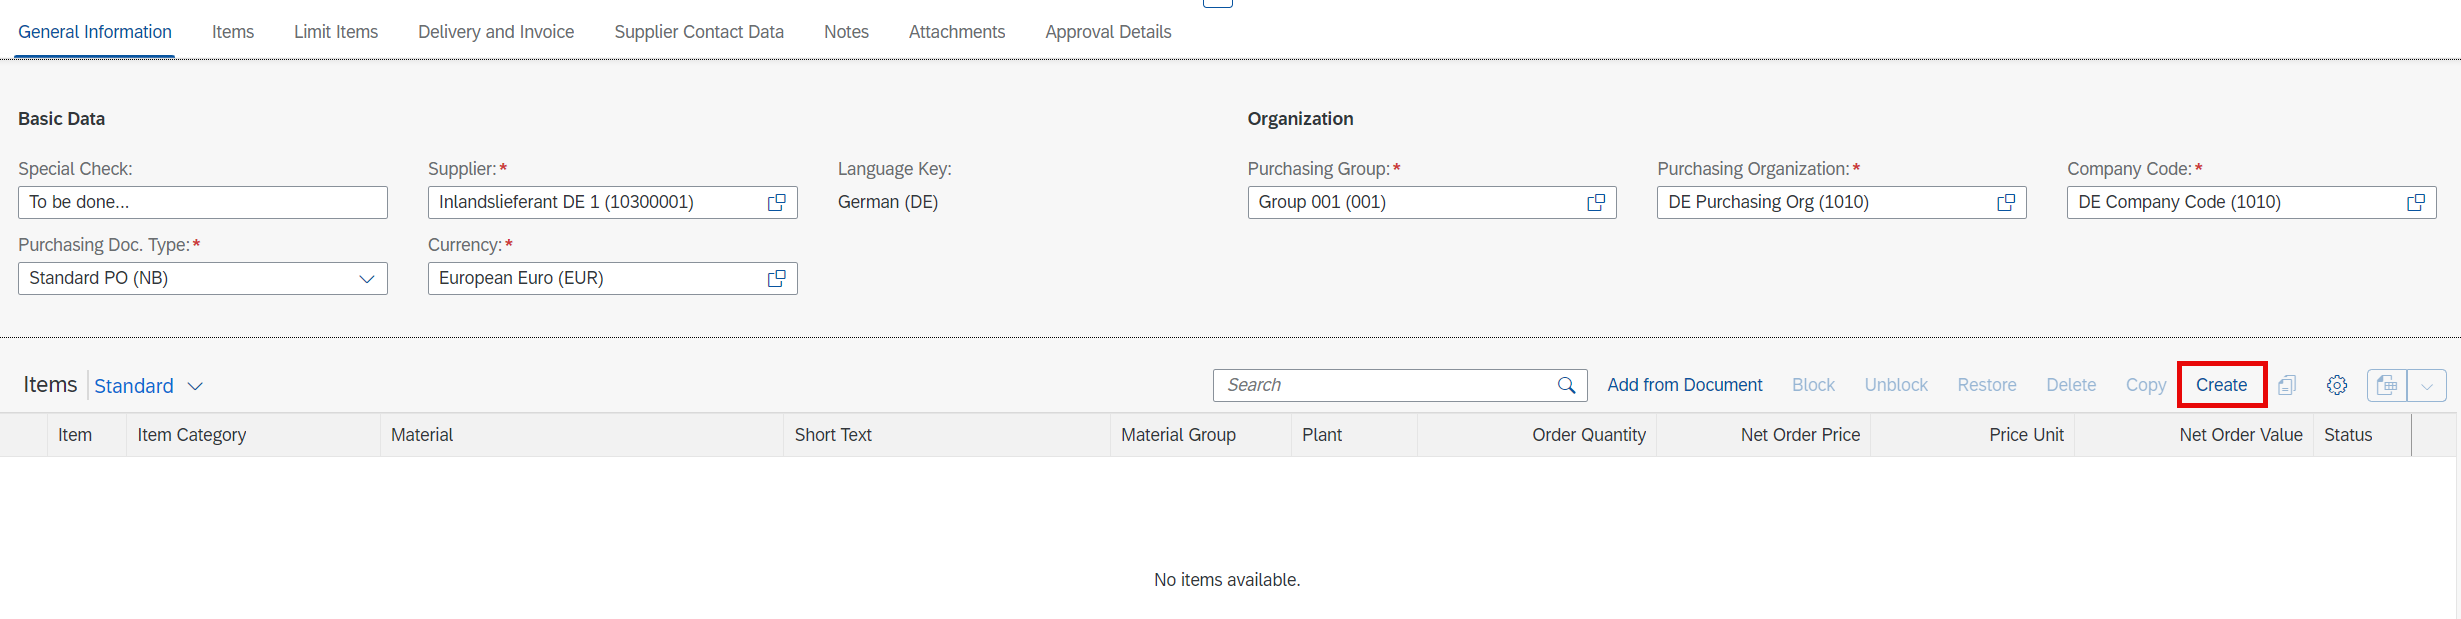 General Information Items Limit Items Delivery and Invoice Supplier Contact Data Notes Attachments Approval Details
Basic Data
Organization
Special Check: Supplier:* Language Key: Purchasing Group:* Purchasing Organization:* Company Code:*
To be done... Inlandslieferant DE 1 (10300001) German (DE) Group 001 (001) DE Purchasing Org (1010) DE Company Code (1010)
Purchasing Doc. Type:* Currency:*
Standard PO (NB) European Euro (EUR)
Items Standard Search Add from Document Block Unblock Restore Delete Copy Create
Item Item Category Material Short Text Material Group Plant Order Quantity Net Order Price Price Unit Net Order Value Status
No items available.